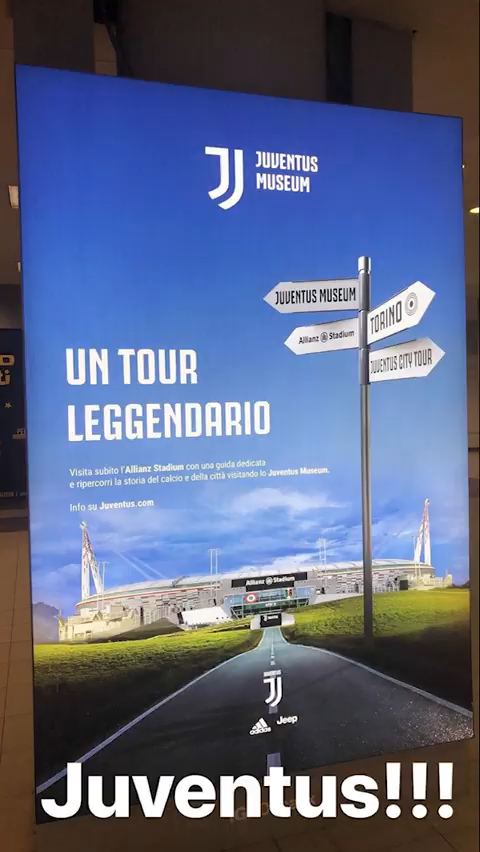 JUVENTUS
MUSEUM
JUVENTUS MUSEUM
TORINO
Allianz Stadium
JUVENTUS CITY TOUR
UN TOUR
LEGGENDARIO
Visita subito l'Allianz Stadium con una guida dedicata
e ripercorri la storia del calcio e della città visitando lo Juventus Museum.
Info su Juventus.com
Allianz Stadium
JUVENTUS
adidas
Jeep
Juventus!!!